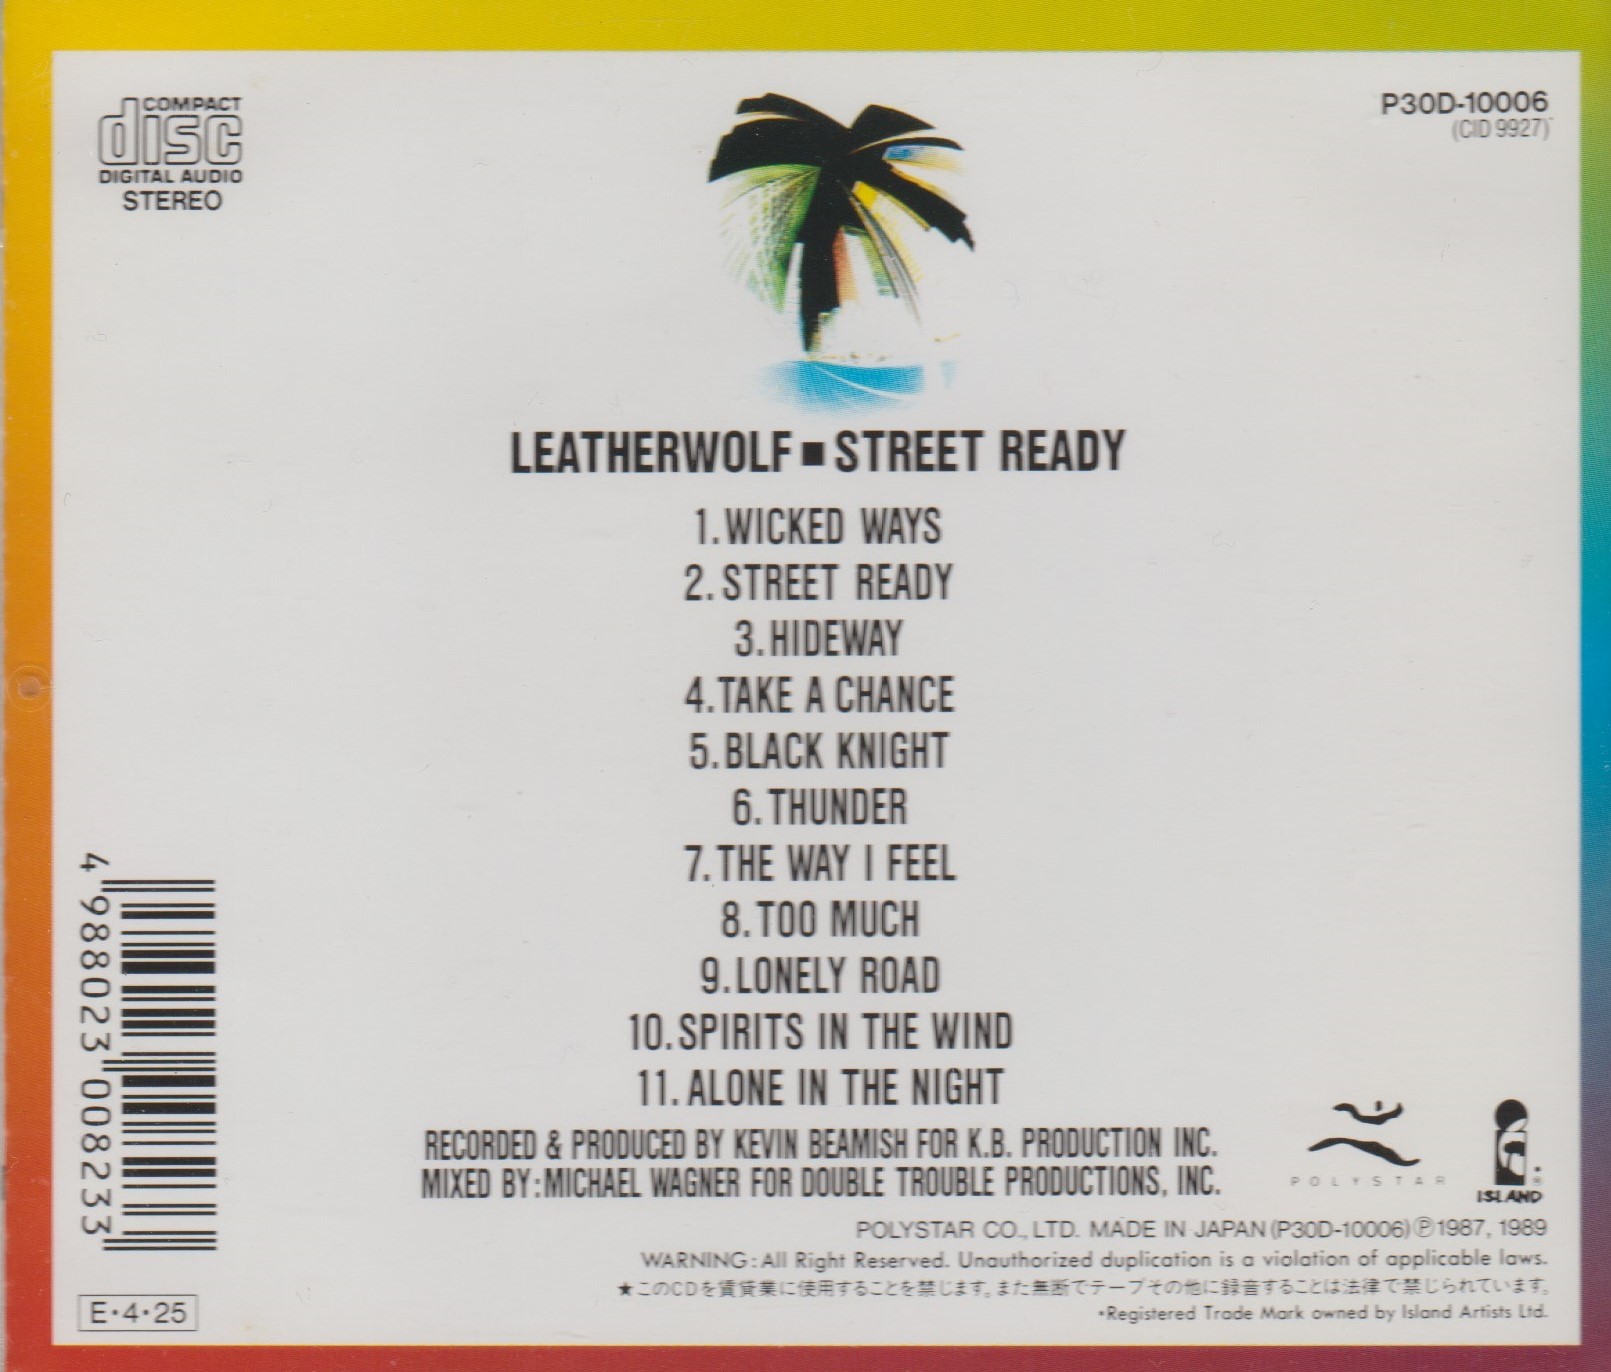 COMPACT
disc
DIGITAL AUDIO
STEREO
P30D-10006
(CID 9927)
LEATHERWOLF■STREET READY
1.WICKED WAYS
2.STREET READY
3.HIDEWAY
4.TAKE A CHANCE
5.BLACK KNIGHT
6.THUNDER
7.THE WAY I FEEL
8.TOO MUCH
9.LONELY ROAD
10.SPIRITS IN THE WIND
11.ALONE IN THE NIGHT
RECORDED & PRODUCED BY KEVIN BEAMISH FOR K.B. PRODUCTION INC.
MIXED BY:MICHAEL WAGNER FOR DOUBLE TROUBLE PRODUCTIONS, INC.
POLYSTAR
ISLAND
®
POLYSTAR CO., LTD. MADE IN JAPAN (P30D-10006)℗1987, 1989
WARNING:All Right Reserved. Unauthorized duplication is a violation of applicable laws.
★このCDを賃貸業に使用することを禁じます。また無断でテープその他に録音することは法律で禁じられています。
•Registered Trade Mark owned by Island Artists Ltd.
4 988023 008233
E•4•25